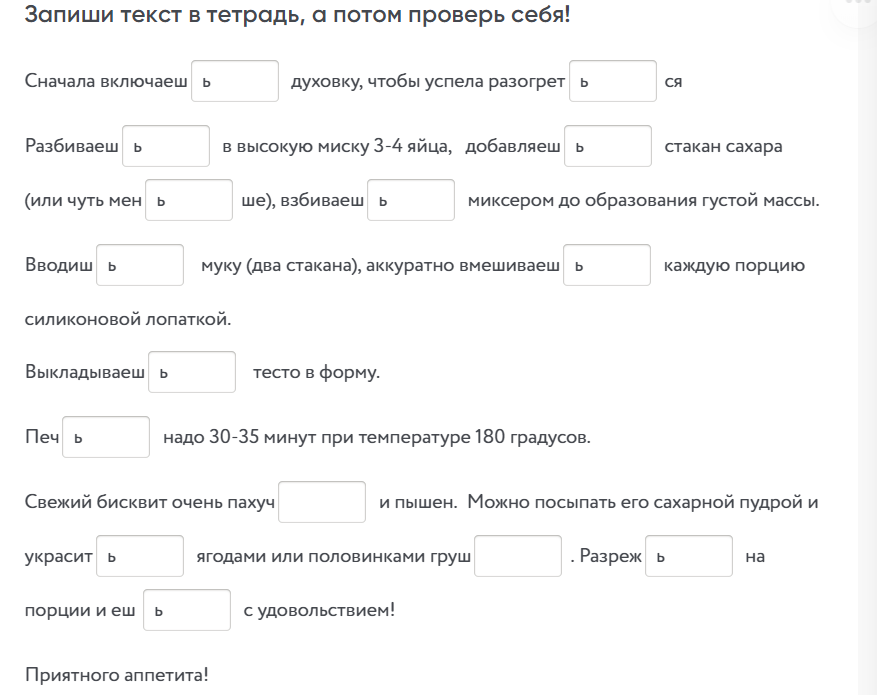 Запиши текст в тетрадь, а потом проверь себя!
Сначала включаеш ь духовку, чтобы успела разогрет ь ся
Разбиваеш ь в высокую миску 3-4 яйца, добавляеш ь стакан сахара
(или чуть мен ь ше), взбиваеш ь миксером до образования густой массы.
Вводиш ь муку (два стакана), аккуратно вмешиваеш ь каждую порцию
силиконовой лопаткой.
Выкладываеш ь тесто в форму.
Печ ь надо 30-35 минут при температуре 180 градусов.
Свежий бисквит очень пахуч и пышен. Можно посыпать его сахарной пудрой и
украсит ь ягодами или половинками груш . Разреж ь на
порции и еш ь с удовольствием!
Приятного аппетита!